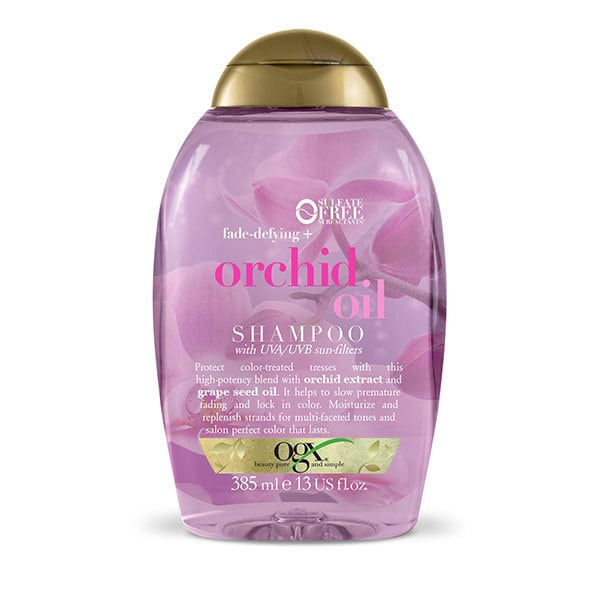 SULFATE
FREE
SURFACTANTS
fade-defying +
orchid
oil
SHAMPOO
with UVA/UVB sun-filters
Protect color-treated tresses with this
high-potency blend with orchid extract and
grape seed oil. It helps to slow premature
fading and lock in color. Moisturize and
replenish strands for multi-faceted tones and
salon perfect color that lasts.
ogx®
beauty pure and simple
385 ml e 13 US fl.oz.